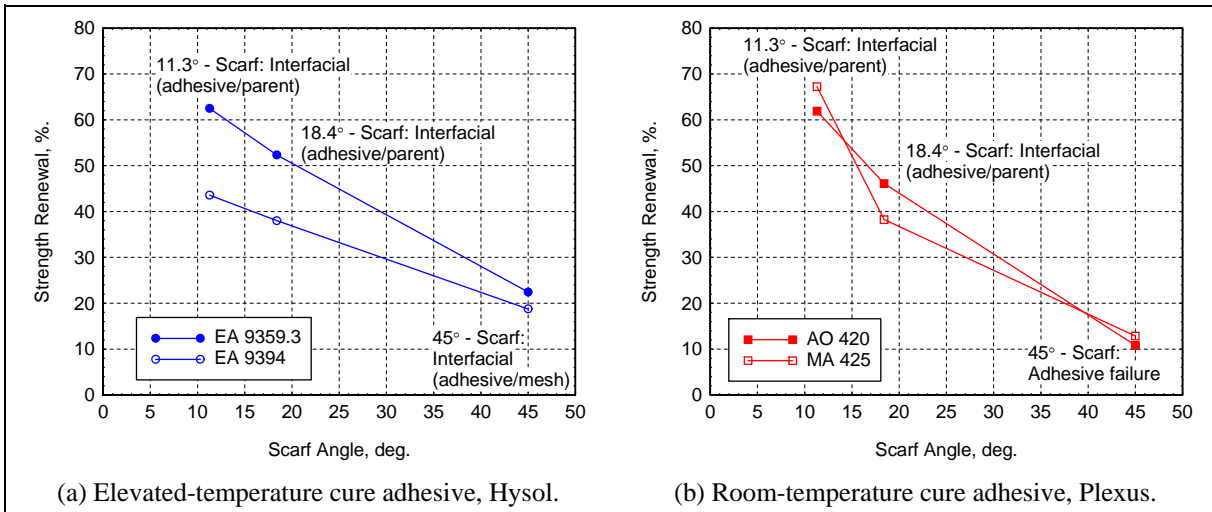 80
70
60
50
40
30
20
10
0
Strength Renewal, %.
11.3° - Scarf: Interfacial
(adhesive/parent)
18.4° - Scarf: Interfacial
(adhesive/parent)
EA 9359.3
EA 9394
45° - Scarf:
Interfacial
(adhesive/mesh)
0 5 10 15 20 25 30 35 40 45 50
Scarf Angle, deg.
(a) Elevated-temperature cure adhesive, Hysol.
80
70
60
50
40
30
20
10
0
Strength Renewal, %.
11.3° - Scarf: Interfacial
(adhesive/parent)
18.4° - Scarf: Interfacial
(adhesive/parent)
AO 420
MA 425
45° - Scarf:
Adhesive failure
0 5 10 15 20 25 30 35 40 45 50
Scarf Angle, deg.
(b) Room-temperature cure adhesive, Plexus.